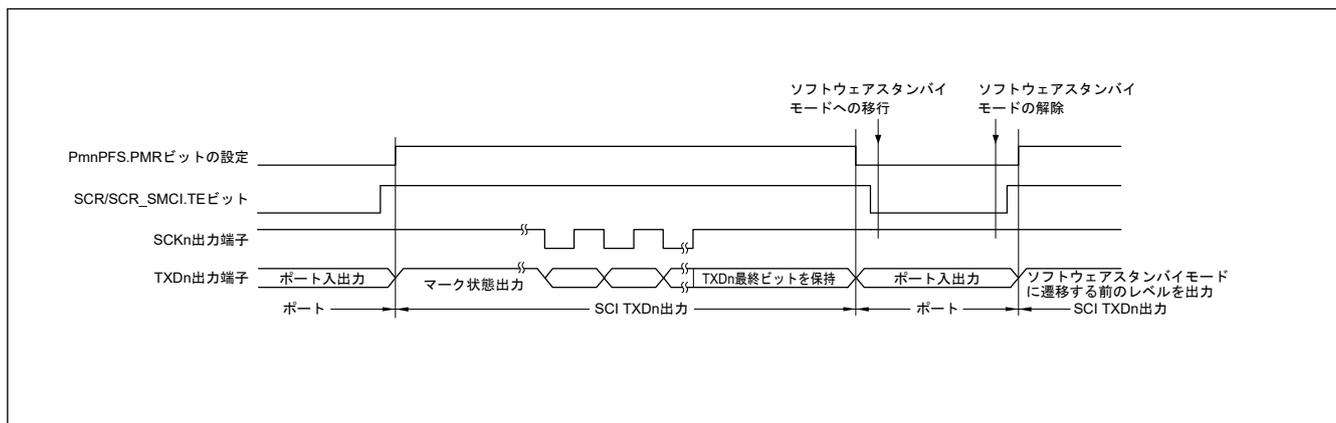 ソフトウェアスタンバイ
モードへの移行
ソフトウェアスタンバイ
モードの解除
PmnPFS.PMRビットの設定
SCR/SCR_SMCI.TEビット
SCKn出力端子
TXDn出力端子
ポート入出力
マーク状態出力
TXDn最終ビットを保持
ポート入出力
ソフトウェアスタンバイモード
に遷移する前のレベルを出力
ポート
SCI TXDn出力
ポート
SCI TXDn出力